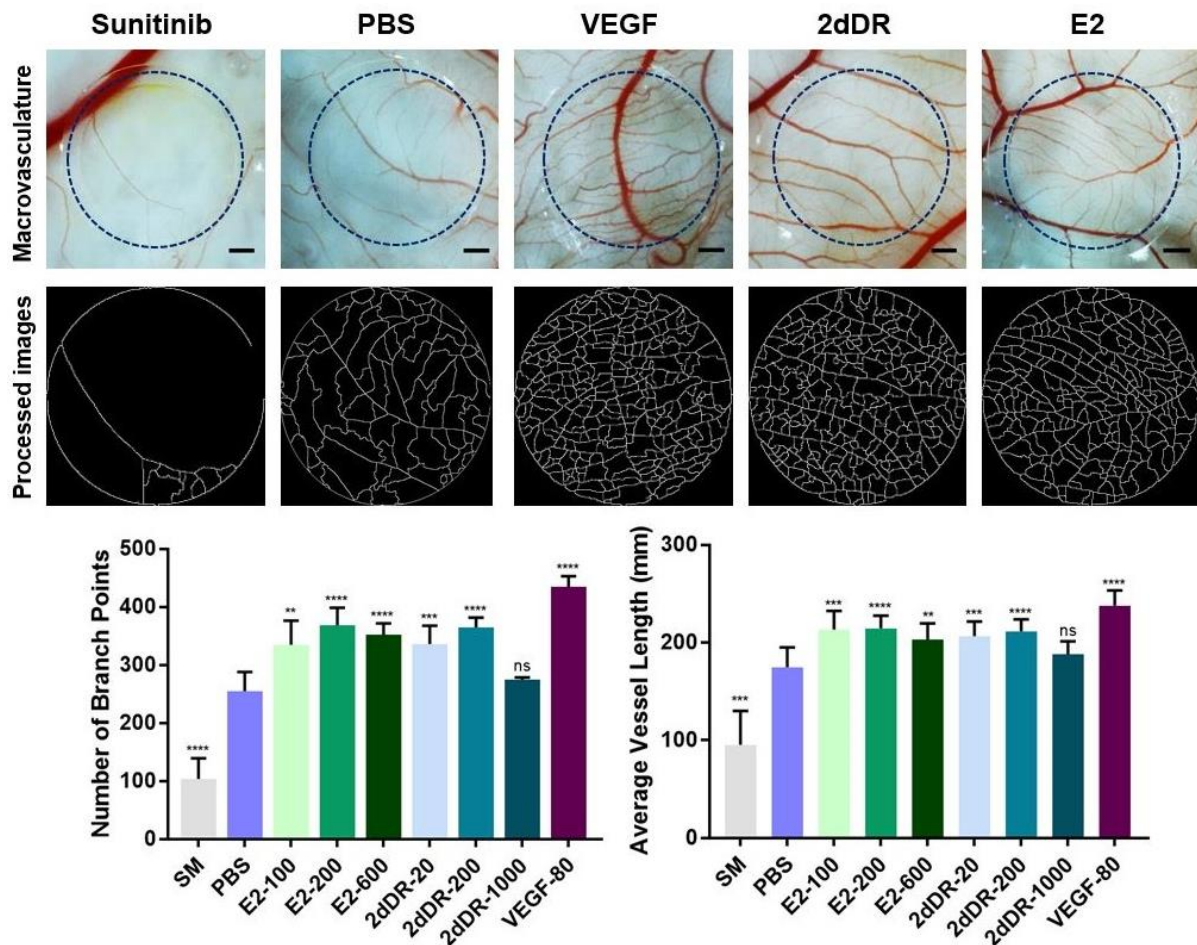 Sunitinib PBS VEGF 2dDR E2
Macrovasculature
Processed images
Number of Branch Points
500
400
300
200
100
0
****
**
****
****
***
****
ns
****
SM PBS E2-100 E2-200 E2-600 2dDR-20 2dDR-200 2dDR-1000 VEGF-80
Average Vessel Length (mm)
300
200
100
0
***
***
****
**
***
****
ns
****
SM PBS E2-100 E2-200 E2-600 2dDR-20 2dDR-200 2dDR-1000 VEGF-80